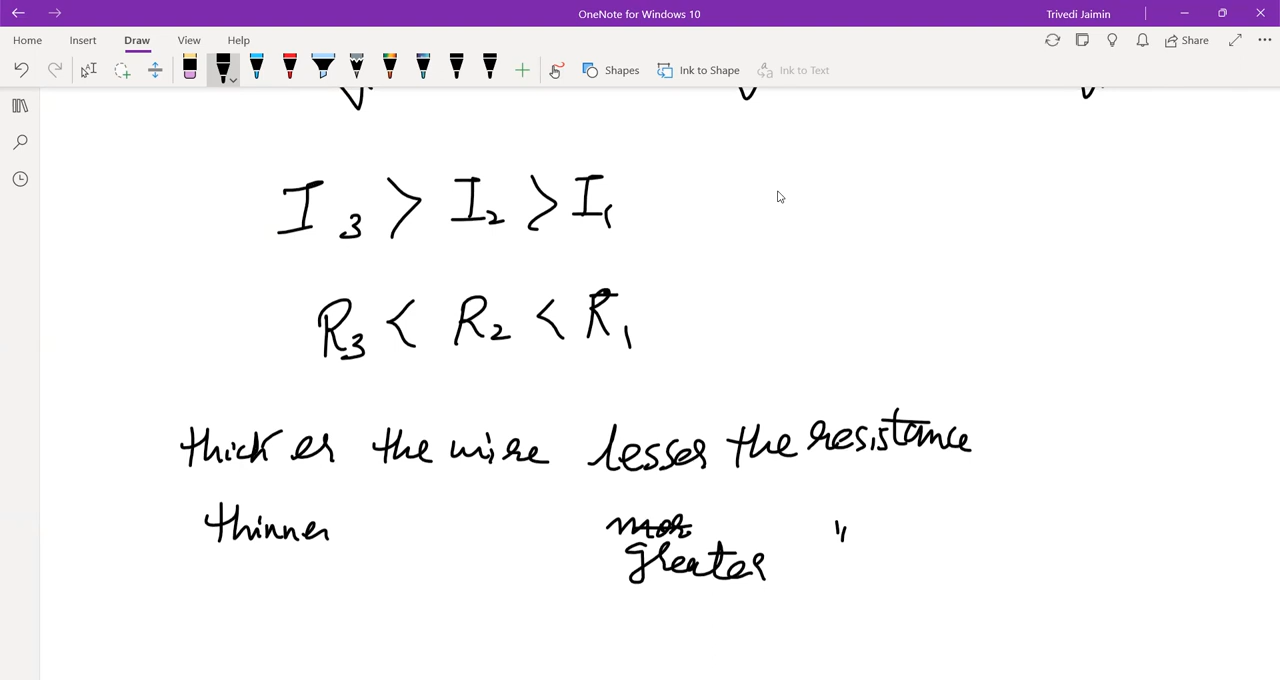 OneNote for Windows 10
Trivedi Jaimin
Home Insert Draw View Help
Share
Shapes Ink to Shape Ink to Text
I3 > I2 > I1
R3 < R2 < R1
thicker the wire lesser the resistance
thinner
greater "